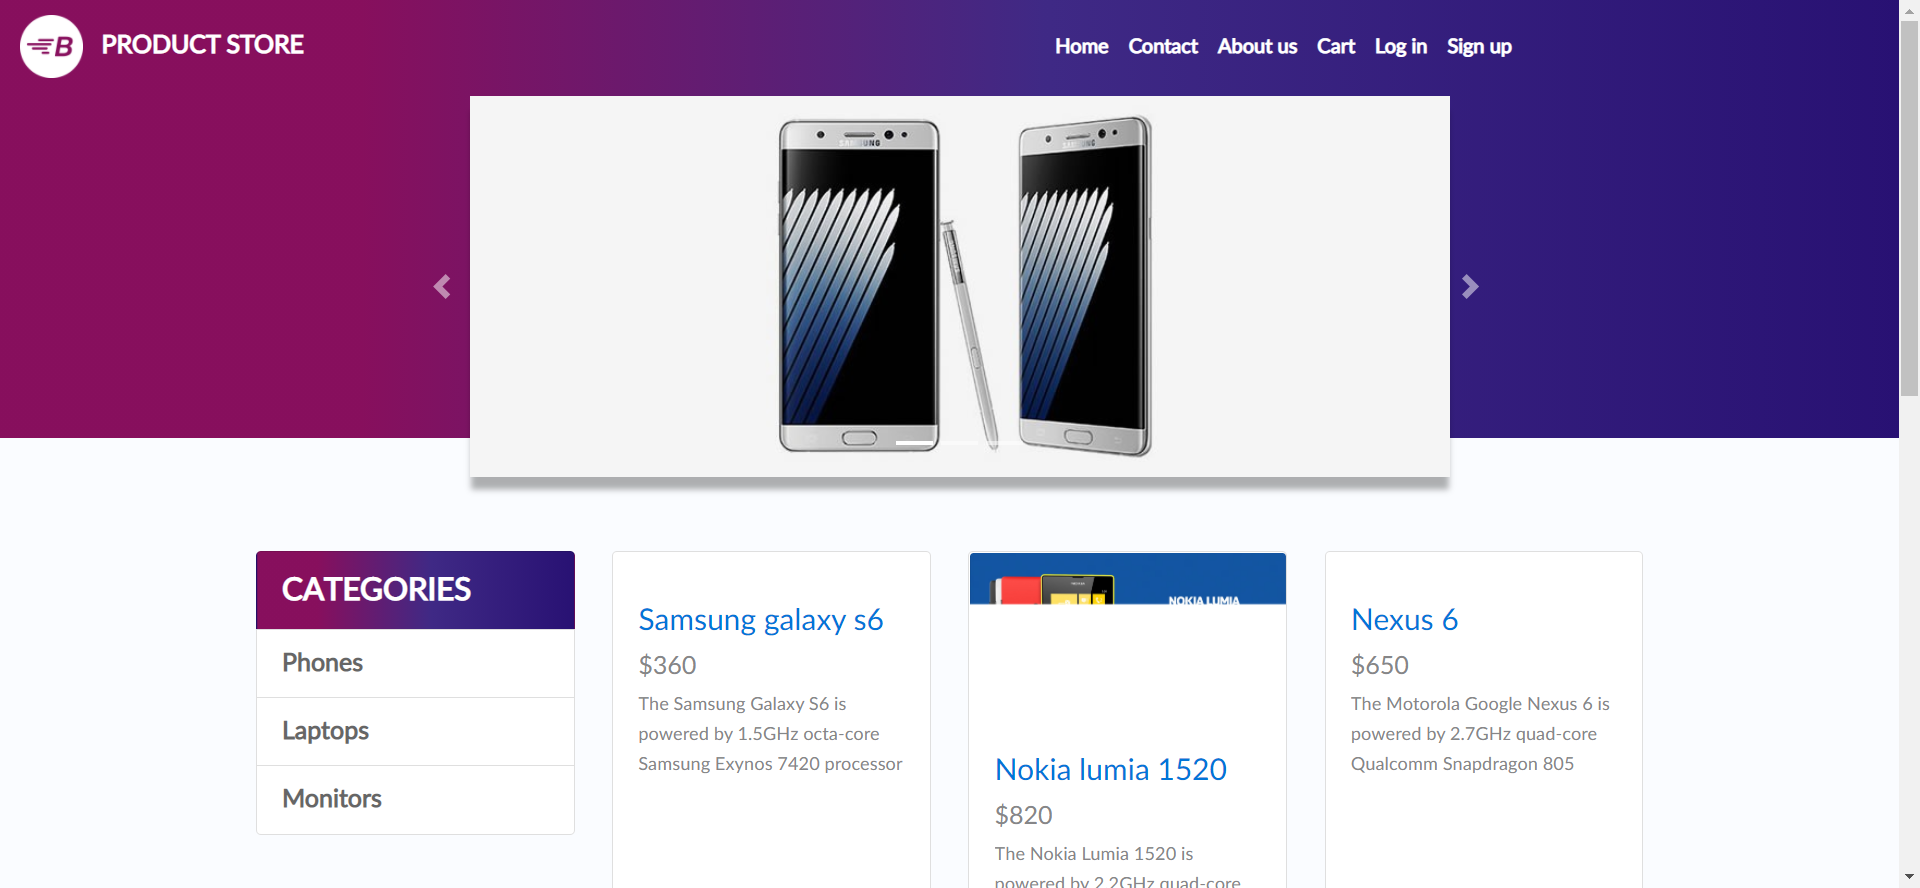 B PRODUCT STORE
Home Contact About us Cart Log in Sign up
SAMSUNG
SAMSUNG
CATEGORIES
Phones
Laptops
Monitors
Samsung galaxy s6
$360
The Samsung Galaxy S6 is
powered by 1.5GHz octa-core
Samsung Exynos 7420 processor
NOKIA LUMIA
Nokia lumia 1520
$820
The Nokia Lumia 1520 is
powered by 2.2GHz quad-core
Nexus 6
$650
The Motorola Google Nexus 6 is
powered by 2.7GHz quad-core
Qualcomm Snapdragon 805